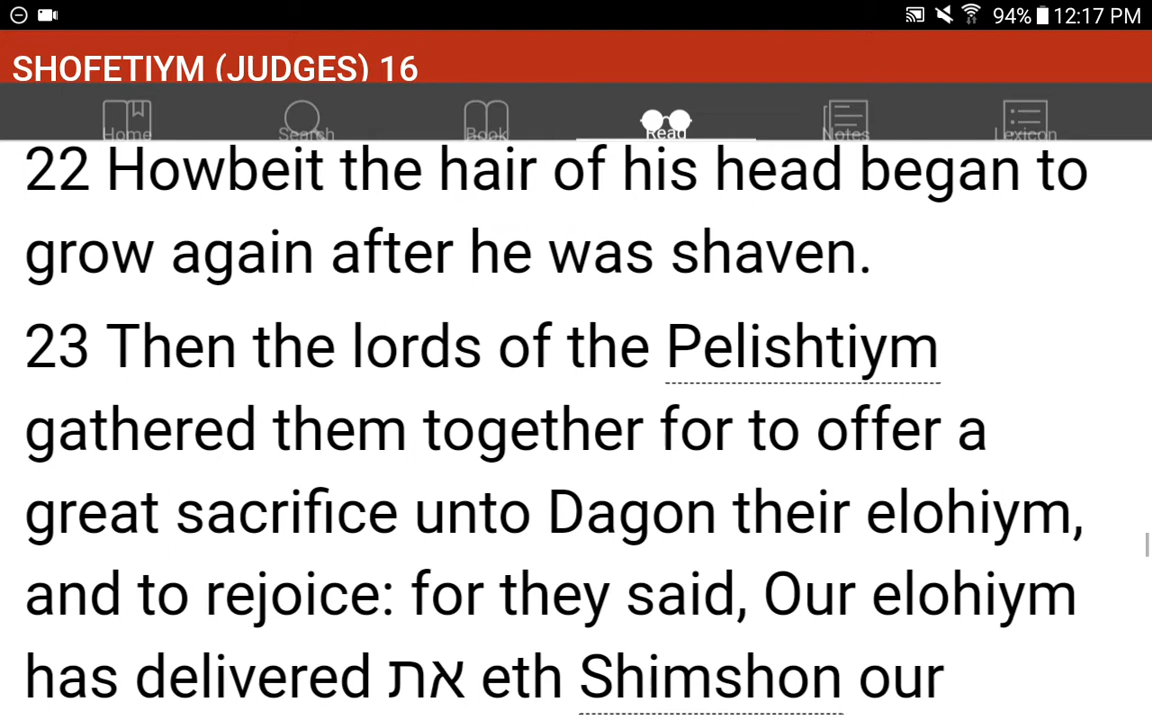 94% 12:17 PM
SHOFETIYM (JUDGES) 16
Home Search Book Read Notes Lexicon
22 Howbeit the hair of his head began to
grow again after he was shaven.
23 Then the lords of the Pelishtiym
gathered them together for to offer a
great sacrifice unto Dagon their elohiym,
and to rejoice: for they said, Our elohiym
has delivered את eth Shimshon our